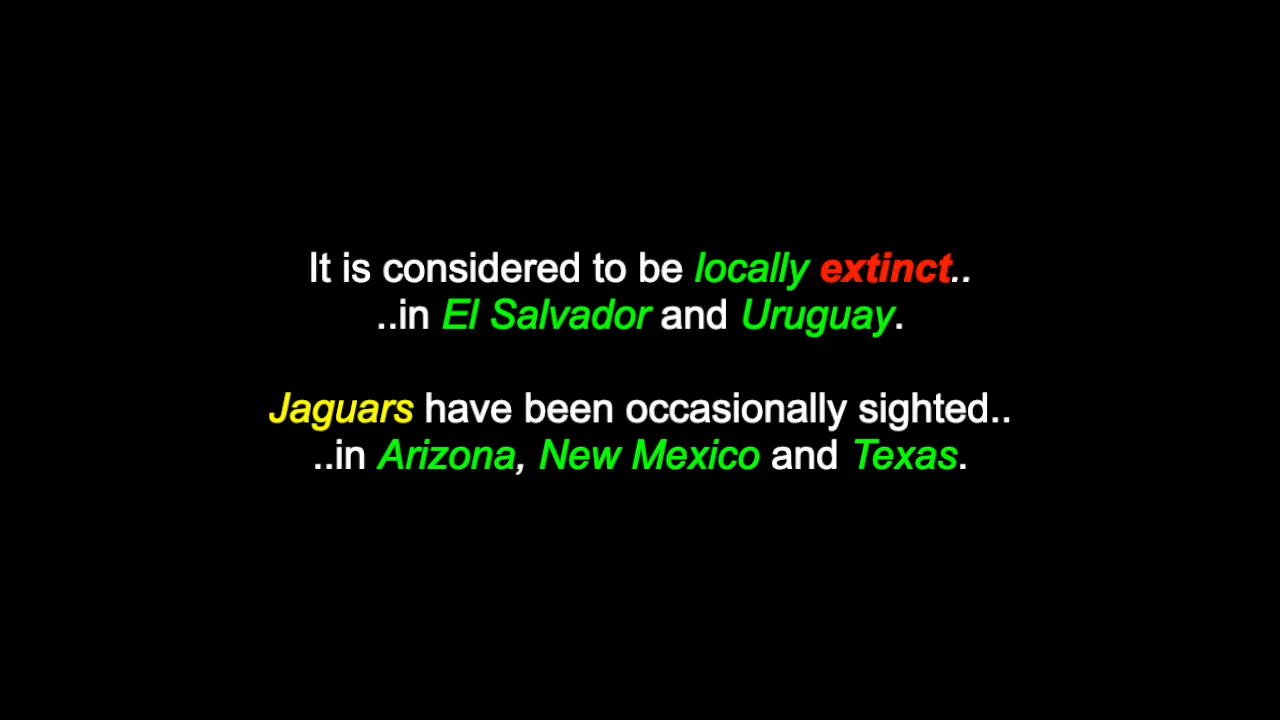 It is considered to be locally extinct..
..in El Salvador and Uruguay.
Jaguars have been occasionally sighted..
..in Arizona, New Mexico and Texas.